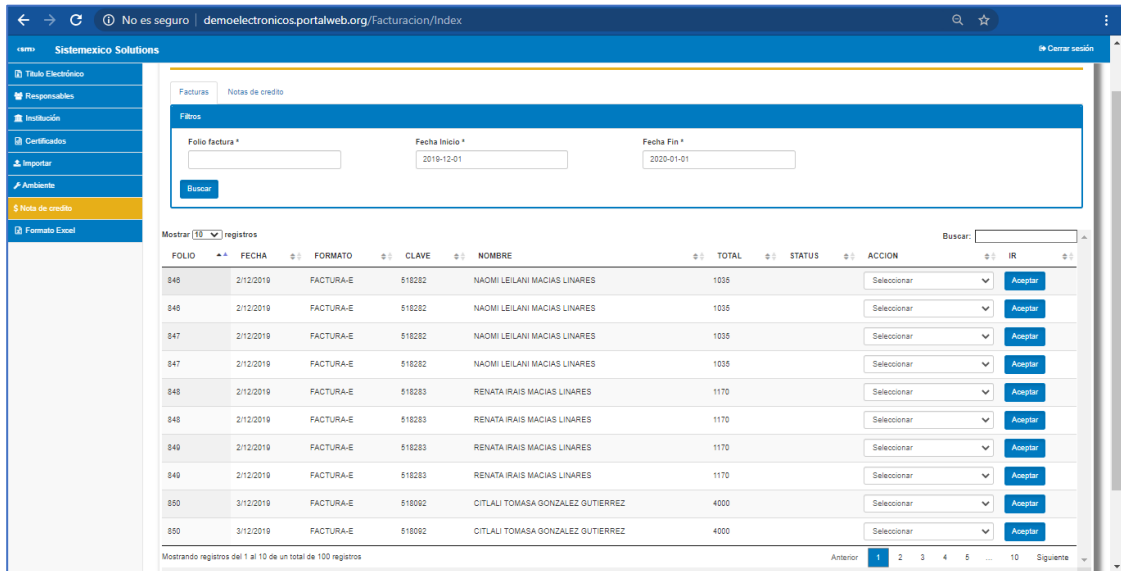 No es seguro | demoelectronicos.portalweb.org/Facturacion/Index
<sm> Sistemexico Solutions Cerrar sesión
Titulo Electrónico
Responsables
Institución
Certificados
Importar
Ambiente
$ Nota de credito
Formato Excel
Facturas Notas de credito
Filtros
Folio factura * Fecha Inicio * Fecha Fin *
2019-12-01 2020-01-01
Buscar
Mostrar 10 registros Buscar:
FOLIO FECHA FORMATO CLAVE NOMBRE TOTAL STATUS ACCION IR
846 2/12/2019 FACTURA-E 518282 NAOMI LEILANI MACIAS LINARES 1035 Seleccionar Aceptar
846 2/12/2019 FACTURA-E 518282 NAOMI LEILANI MACIAS LINARES 1035 Seleccionar Aceptar
847 2/12/2019 FACTURA-E 518282 NAOMI LEILANI MACIAS LINARES 1035 Seleccionar Aceptar
847 2/12/2019 FACTURA-E 518282 NAOMI LEILANI MACIAS LINARES 1035 Seleccionar Aceptar
848 2/12/2019 FACTURA-E 518283 RENATA IRAIS MACIAS LINARES 1170 Seleccionar Aceptar
848 2/12/2019 FACTURA-E 518283 RENATA IRAIS MACIAS LINARES 1170 Seleccionar Aceptar
849 2/12/2019 FACTURA-E 518283 RENATA IRAIS MACIAS LINARES 1170 Seleccionar Aceptar
849 2/12/2019 FACTURA-E 518283 RENATA IRAIS MACIAS LINARES 1170 Seleccionar Aceptar
850 3/12/2019 FACTURA-E 518092 CITLALI TOMASA GONZALEZ GUTIERREZ 4000 Seleccionar Aceptar
850 3/12/2019 FACTURA-E 518092 CITLALI TOMASA GONZALEZ GUTIERREZ 4000 Seleccionar Aceptar
Mostrando registros del 1 al 10 de un total de 100 registros Anterior 1 2 3 4 5 ... 10 Siguiente